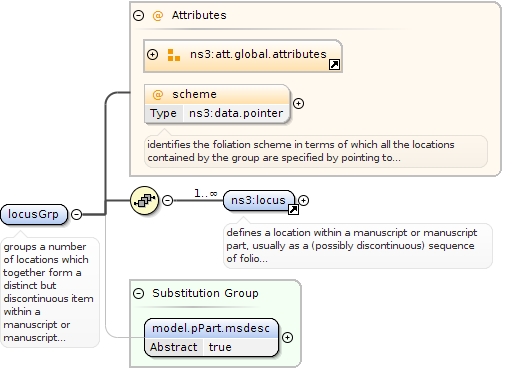 @ Attributes
ns3:att.global.attributes
@ scheme
Type ns3:data.pointer
identifies the foliation scheme in terms of which all the locations
contained by the group are specified by pointing to...
1..∞
ns3:locus
locusGrp
defines a location within a manuscript or manuscript
part, usually as a (possibly discontinuous) sequence
of folio...
groups a number
of locations which
together form a
distinct but
discontinuous item
within a
manuscript or
manuscript...
Substitution Group
model.pPart.msdesc
Abstract true